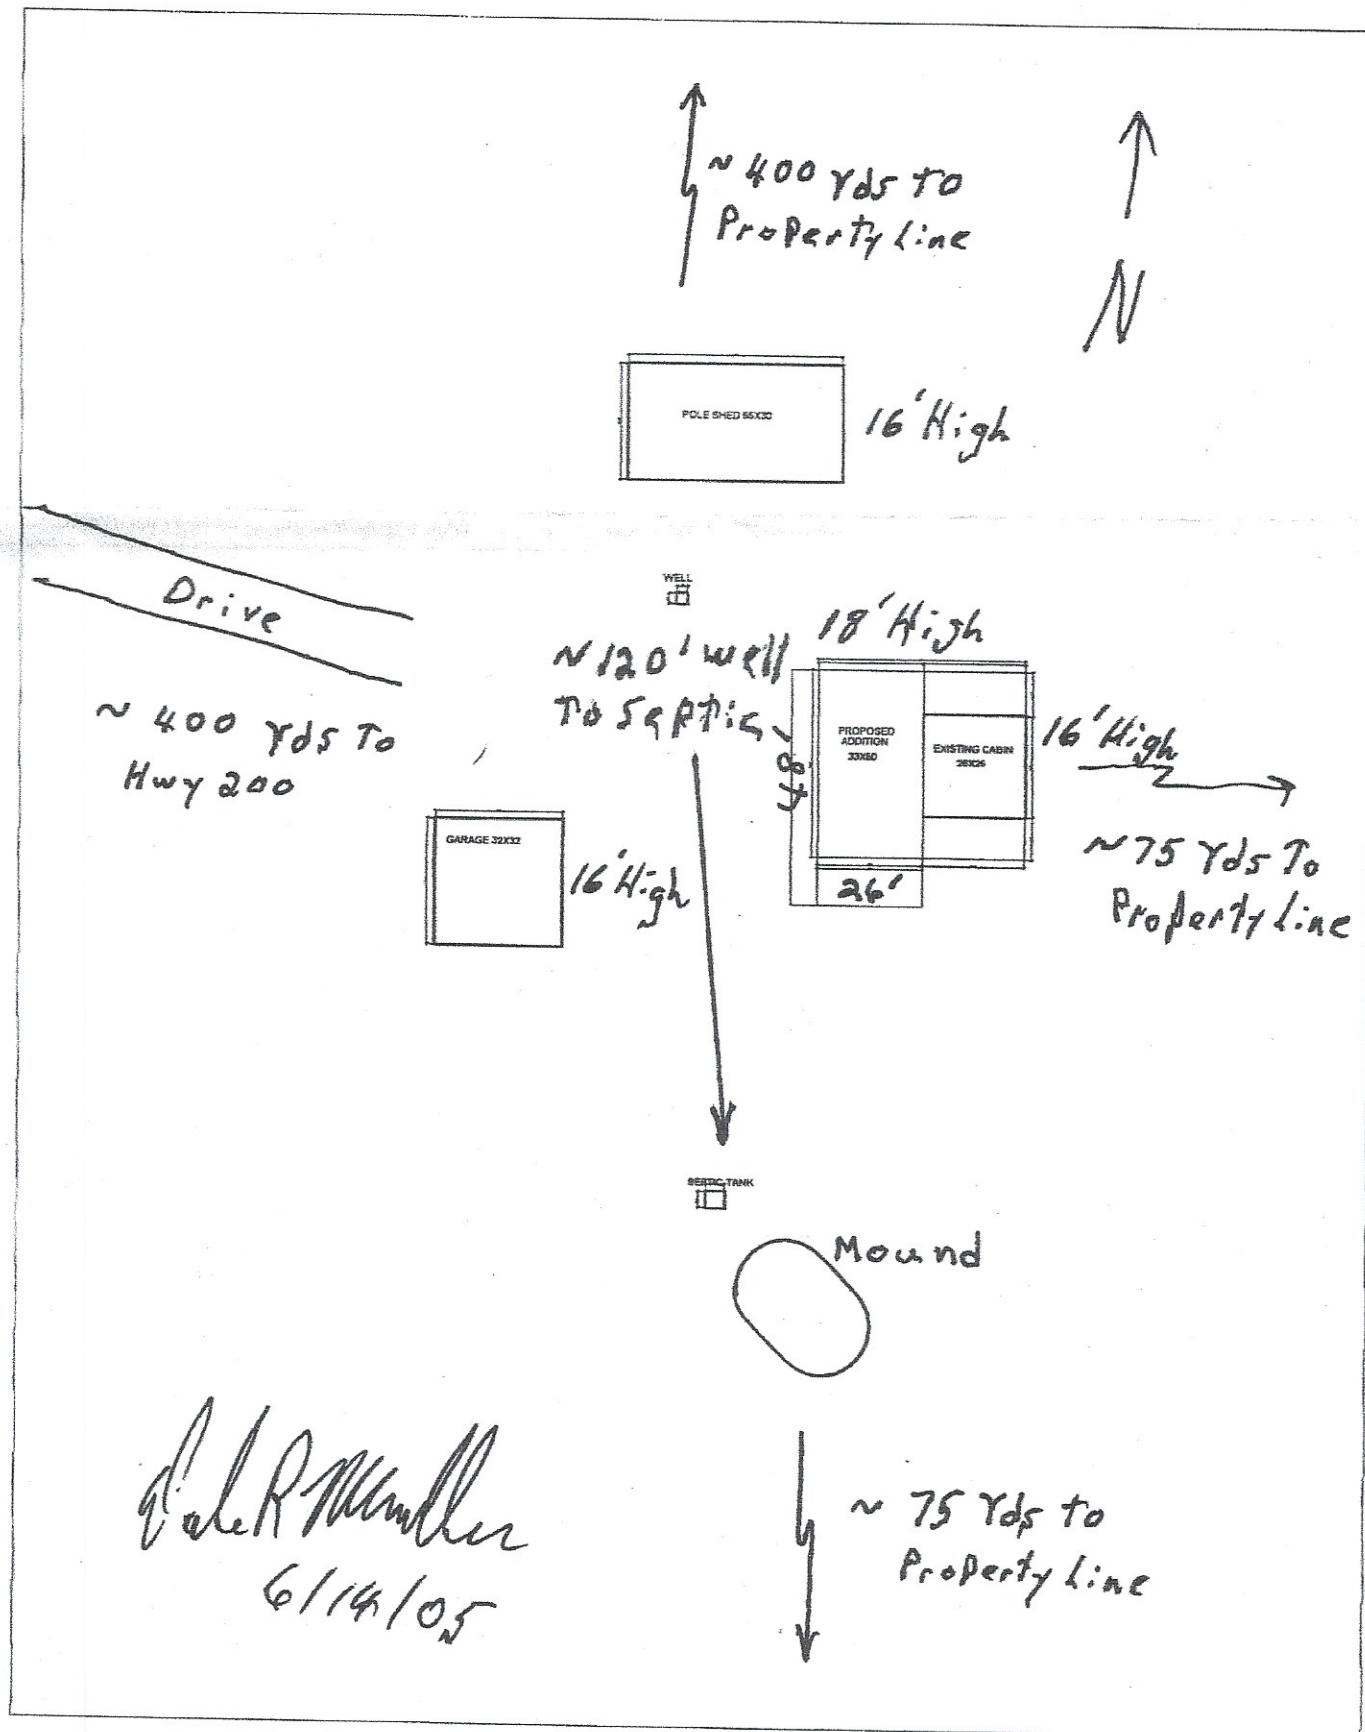 ~ 400 Yds To
Property Line
N
POLE SHED 55X30
16' High
Drive
WELL
18' High
~ 120' well
To Septic
~ 400 Yds To
Hwy 200
48'
PROPOSED
ADDITION
EXISTING CABIN
26X26
16' High
~ 75 Yds To
Property Line
GARAGE 32X32
16' High
26'
SEPTIC TANK
Mound
~ 75 Yds to
Property Line
6/14/05